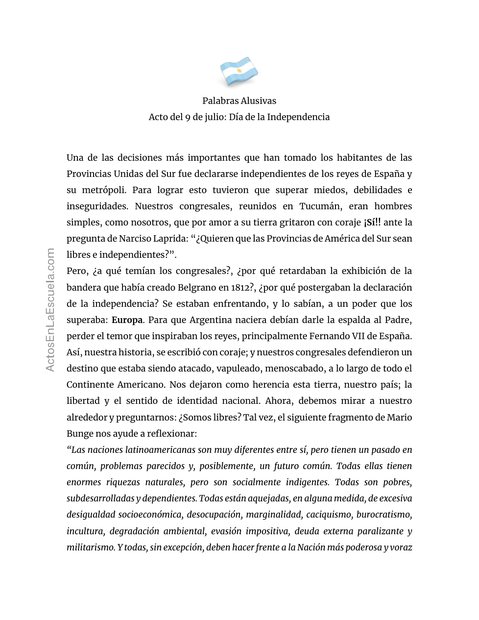 Palabras Alusivas
Acto del 9 de julio: Día de la Independencia
Una de las decisiones más importantes que han tomado los habitantes de las
Provincias Unidas del Sur fue declararse independientes de los reyes de España y
su metrópoli. Para lograr esto tuvieron que superar miedos, debilidades e
inseguridades. Nuestros congresales, reunidos en Tucumán, eran hombres
simples, como nosotros, que por amor a su tierra gritaron con coraje ¡Sí!! ante la
pregunta de Narciso Laprida: “¿Quieren que las Provincias de América del Sur sean
libres e independientes?”.
Pero, ¿a qué temían los congresales?, ¿por qué retardaban la exhibición de la
bandera que había creado Belgrano en 1812?, ¿por qué postergaban la declaración
de la independencia? Se estaban enfrentando, y lo sabían, a un poder que los
superaba: Europa. Para que Argentina naciera debían darle la espalda al Padre,
perder el temor que inspiraban los reyes, principalmente Fernando VII de España.
Así, nuestra historia, se escribió con coraje; y nuestros congresales defendieron un
destino que estaba siendo atacado, vapuleado, menoscabado, a lo largo de todo el
Continente Americano. Nos dejaron como herencia esta tierra, nuestro país; la
libertad y el sentido de identidad nacional. Ahora, debemos mirar a nuestro
alrededor y preguntarnos: ¿Somos libres? Tal vez, el siguiente fragmento de Mario
Bunge nos ayude a reflexionar:
“Las naciones latinoamericanas son muy diferentes entre sí, pero tienen un pasado en
común, problemas parecidos y, posiblemente, un futuro común. Todas ellas tienen
enormes riquezas naturales, pero son socialmente indigentes. Todas son pobres,
subdesarrolladas y dependientes. Todas están aquejadas, en alguna medida, de excesiva
desigualdad socioeconómica, desocupación, marginalidad, caciquismo, burocratismo,
incultura, degradación ambiental, evasión impositiva, deuda externa paralizante y
militarismo. Y todas, sin excepción, deben hacer frente a la Nación más poderosa y voraz
ActosEnLaEscuela.com